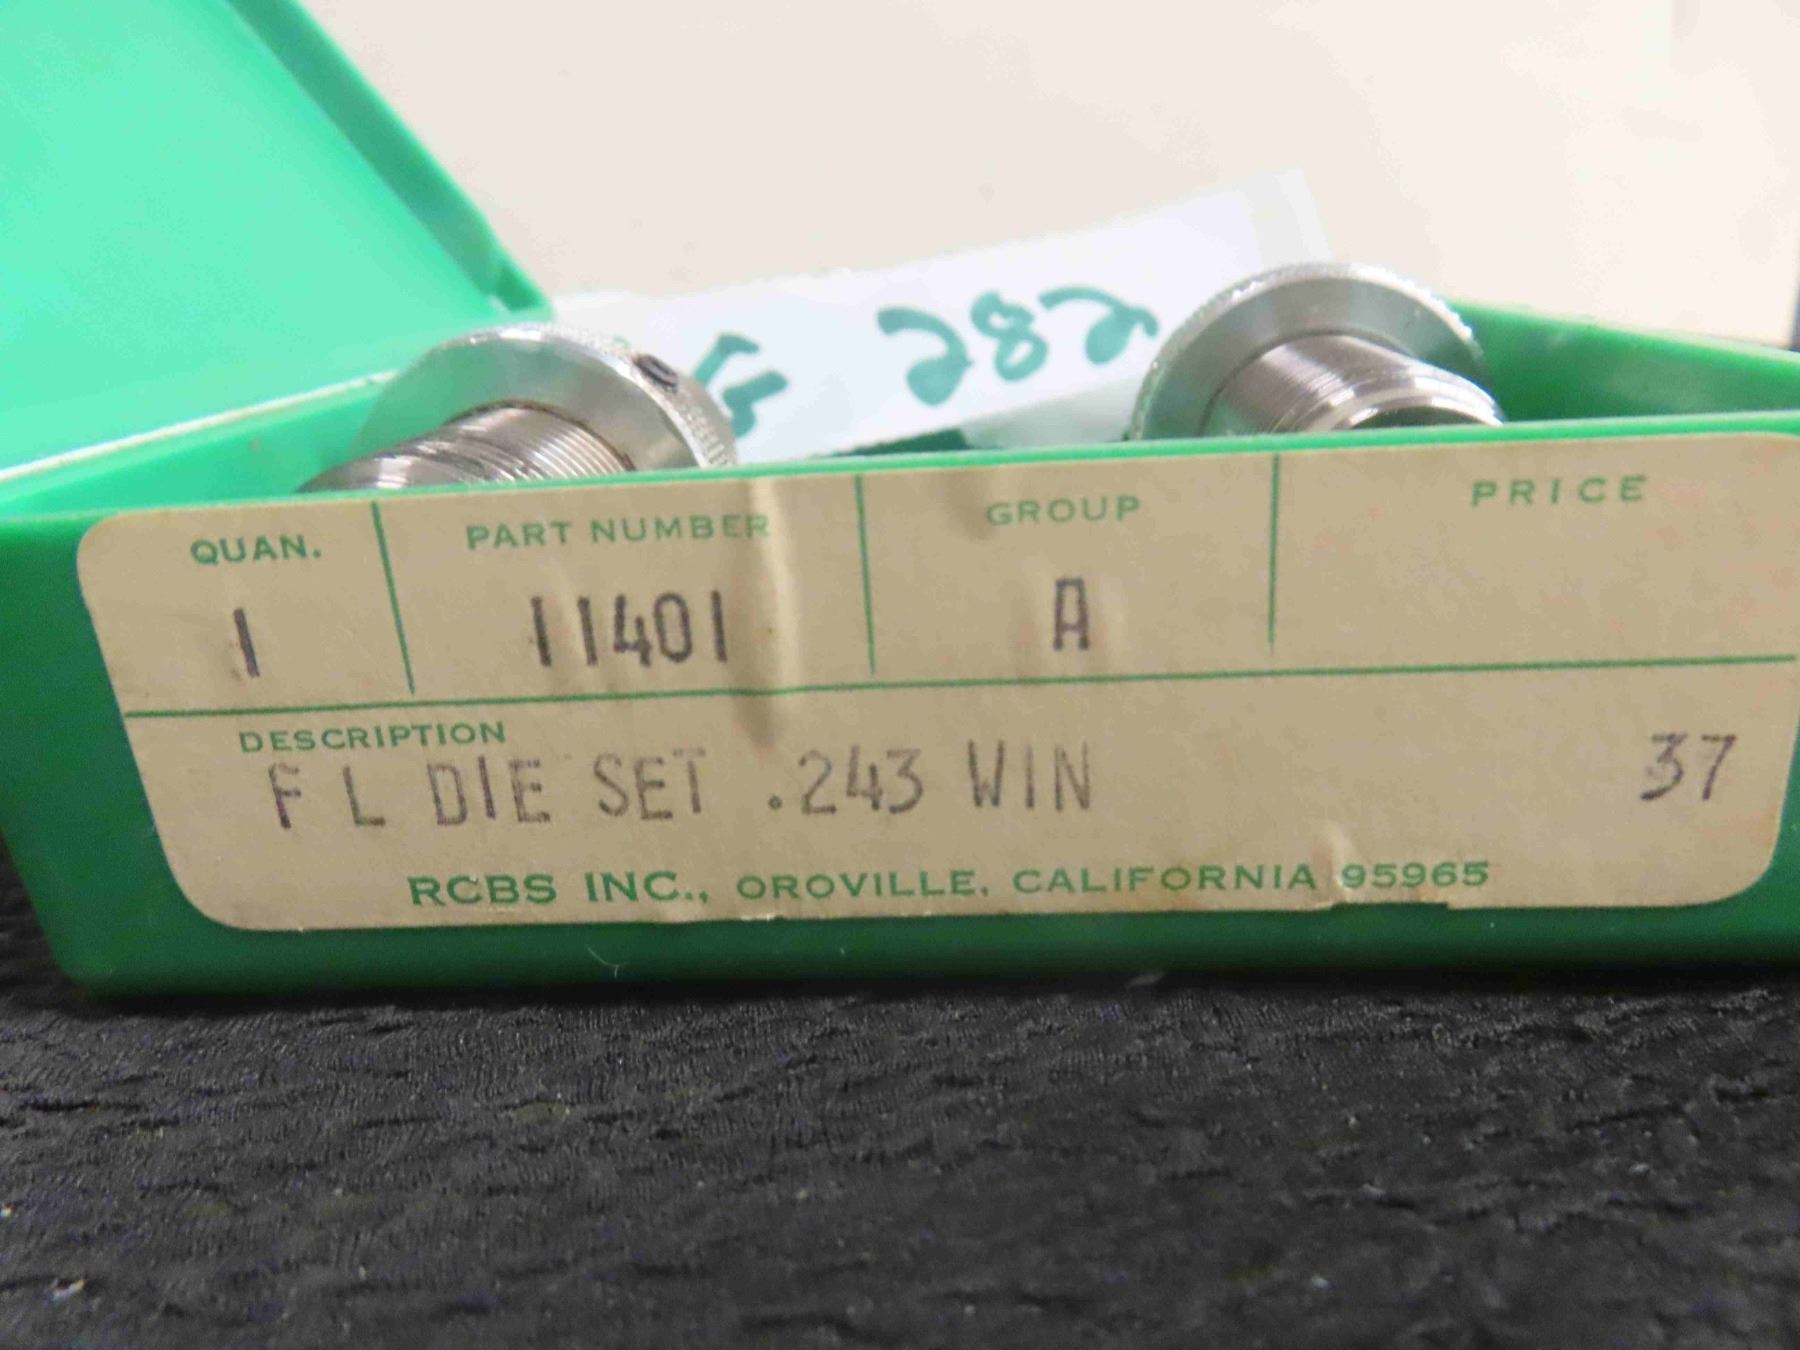 282
QUAN. PART NUMBER GROUP PRICE
1 11401 A
DESCRIPTION
F L DIE SET .243 WIN 37
RCBS INC., OROVILLE, CALIFORNIA 95965